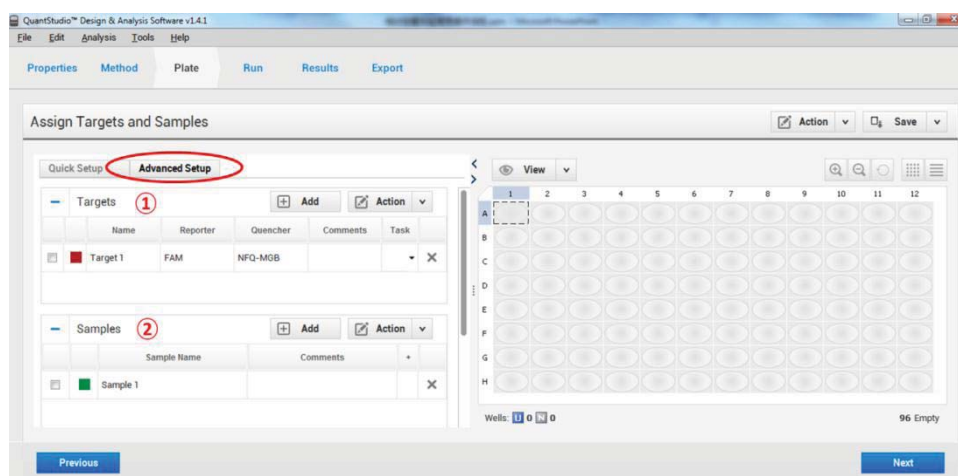 QuantStudio™ Design & Analysis Software v1.4.1
File Edit Analysis Tools Help
Properties Method Plate Run Results Export
Assign Targets and Samples
Action Save
Quick Setup Advanced Setup
View
Targets ① Add Action
Name Reporter Quencher Comments Task
Target 1 FAM NFQ-MGB
Samples ② Add Action
Sample Name Comments +
Sample 1
1 2 3 4 5 6 7 8 9 10 11 12
A
B
C
D
E
F
G
H
Wells: U 0 N 0 96 Empty
Previous Next